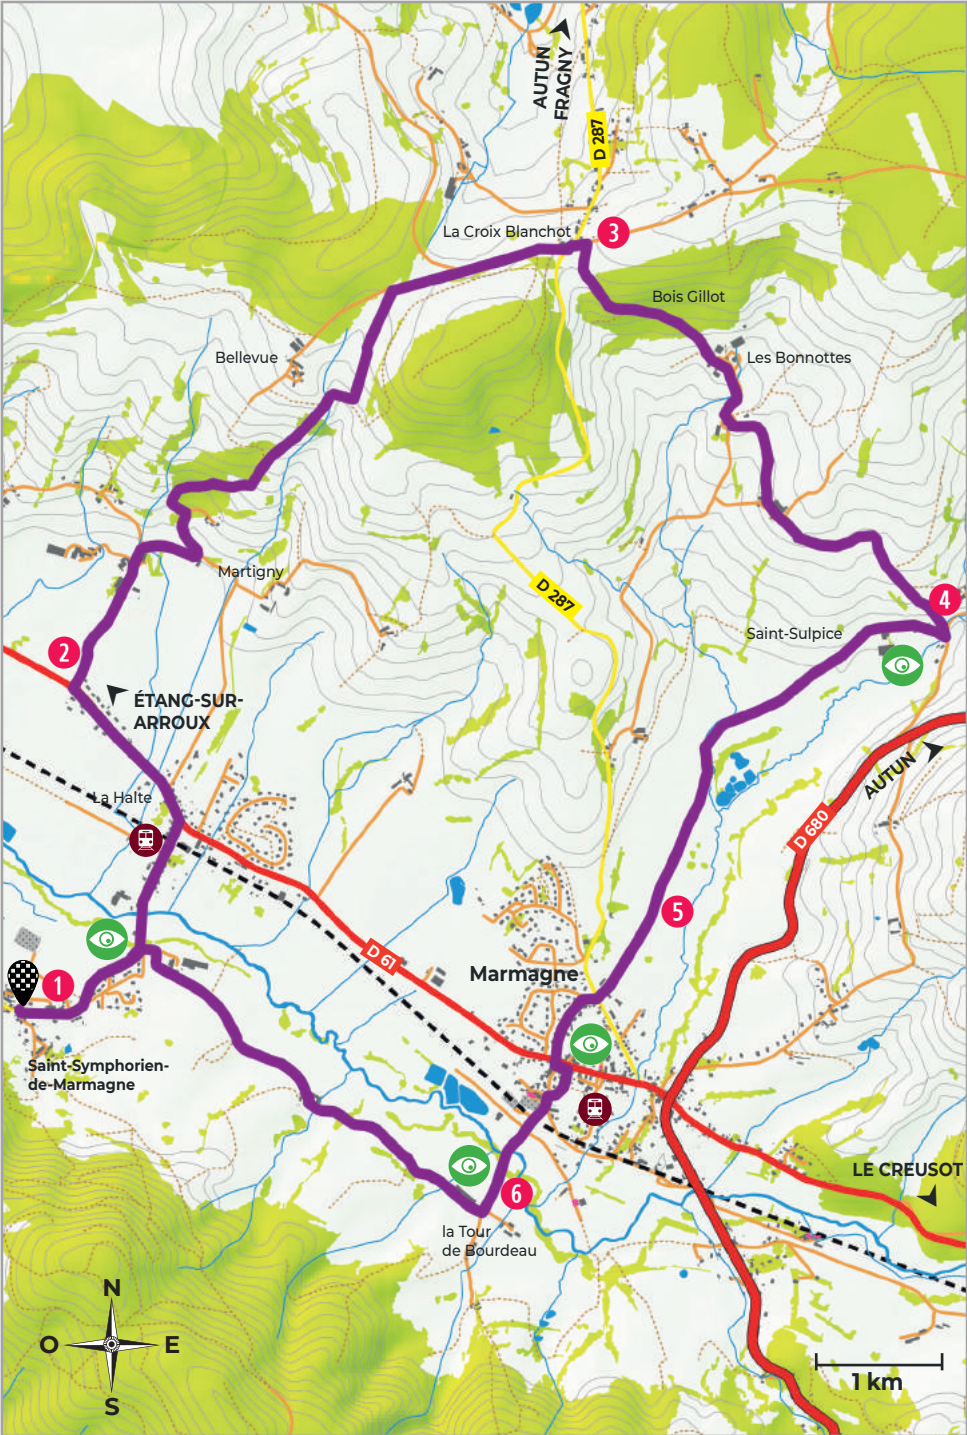 AUTUN
FRAGNY
D 287
La Croix Blanchot
3
Bois Gillot
Bellevue
Les Bonnottes
Martigny
D 287
4
Saint-Sulpice
2
ÉTANG-SUR-
ARROUX
AUTUN
La Halte
D 680
5
D 61
Marmagne
1
Saint-Symphorien-
de-Marmagne
LE CREUSOT
6
la Tour
de Bourdeau
N
O
E
S
1 km